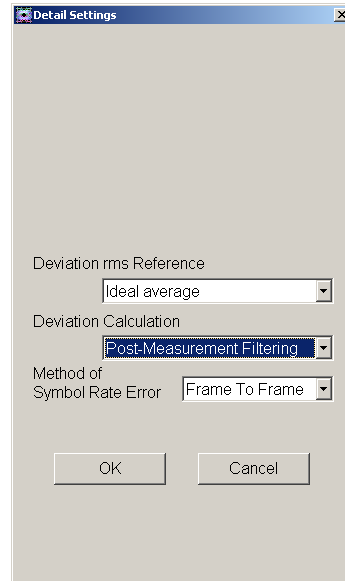 Detail Settings
Deviation rms Reference
Ideal average
Deviation Calculation
Post-Measurement Filtering
Method of
Symbol Rate Error
Frame To Frame
OK
Cancel